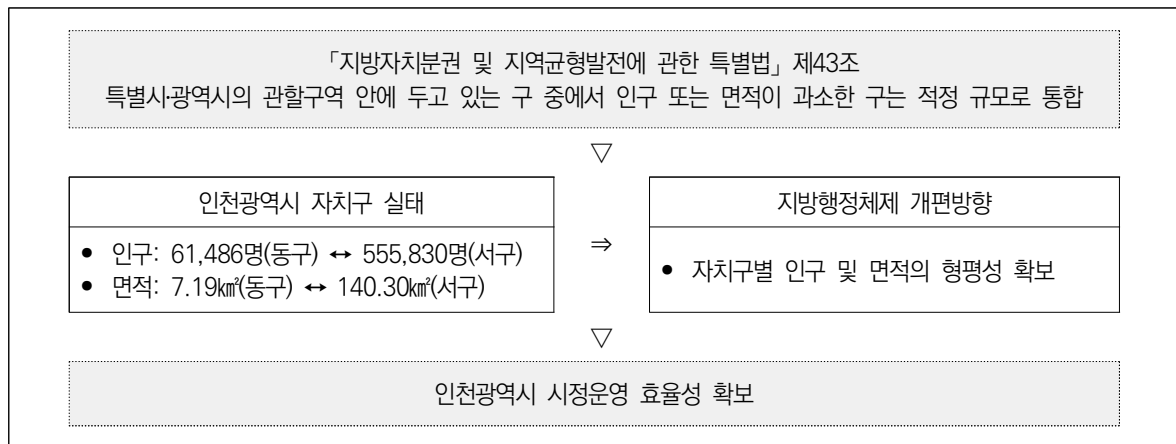 「지방자치분권 및 지역균형발전에 관한 특별법」 제43조
특별시·광역시의 관할구역 안에 두고 있는 구 중에서 인구 또는 면적이 과소한 구는 적정 규모로 통합
▽
인천광역시 자치구 실태
• 인구: 61,486명(동구) ↔ 555,830명(서구)
• 면적: 7.19㎢(동구) ↔ 140.30㎢(서구)
⇒
지방행정체제 개편방향
• 자치구별 인구 및 면적의 형평성 확보
▽
인천광역시 시정운영 효율성 확보